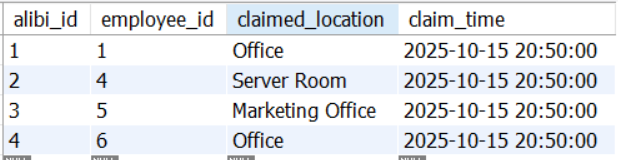 alibi_id employee_id claimed_location claim_time
1 1 Office 2025-10-15 20:50:00
2 4 Server Room 2025-10-15 20:50:00
3 5 Marketing Office 2025-10-15 20:50:00
4 6 Office 2025-10-15 20:50:00